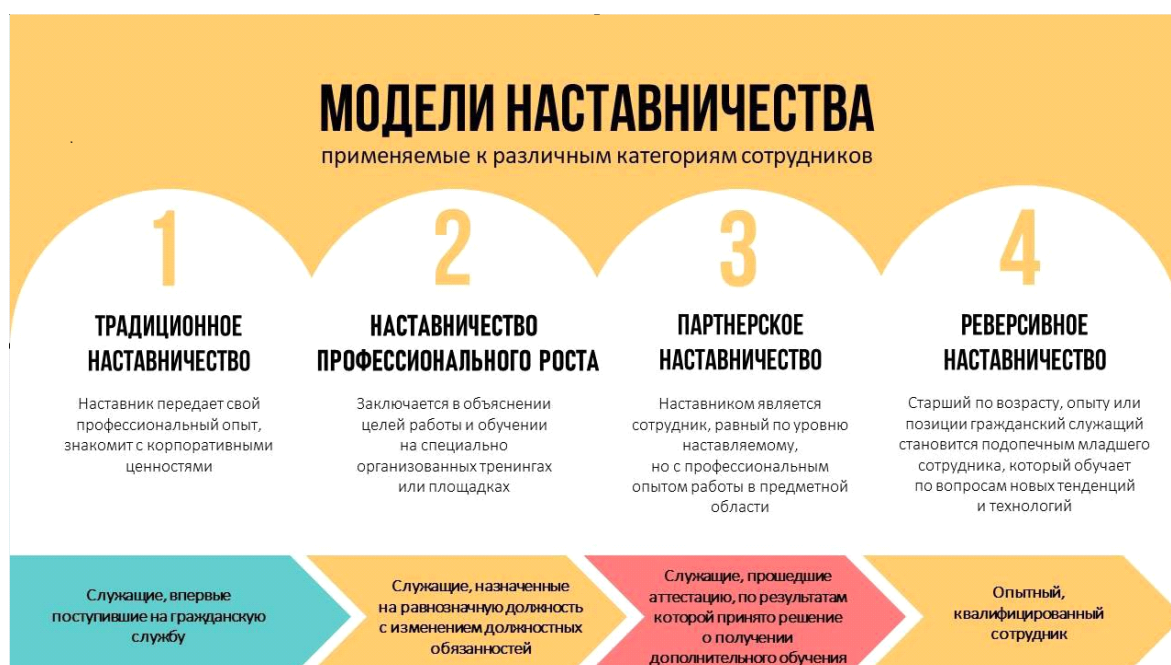 МОДЕЛИ НАСТАВНИЧЕСТВА
применяемые к различным категориям сотрудников
1
ТРАДИЦИОННОЕ
НАСТАВНИЧЕСТВО
Наставник передает свой
профессиональный опыт,
знакомит с корпоративными
ценностями
Служащие, впервые
поступившие на гражданскую
службу
2
НАСТАВНИЧЕСТВО
ПРОФЕССИОНАЛЬНОГО РОСТА
Заключается в объяснении
целей работы и обучении
на специально
организованных тренингах
или площадках
Служащие, назначенные
на равнозначную должность
с изменением должностных
обязанностей
3
ПАРТНЕРСКОЕ
НАСТАВНИЧЕСТВО
Наставником является
сотрудник, равный по уровню
наставляемому,
но с профессиональным
опытом работы в предметной
области
Служащие, прошедшие
аттестацию, по результатам
которой принято решение
о получении
дополнительного обучения
4
РЕВЕРСИВНОЕ
НАСТАВНИЧЕСТВО
Старший по возрасту, опыту или
позиции гражданский служащий
становится подопечным младшего
сотрудника, который обучает
по вопросам новых тенденций
и технологий
Опытный,
квалифицированный
сотрудник